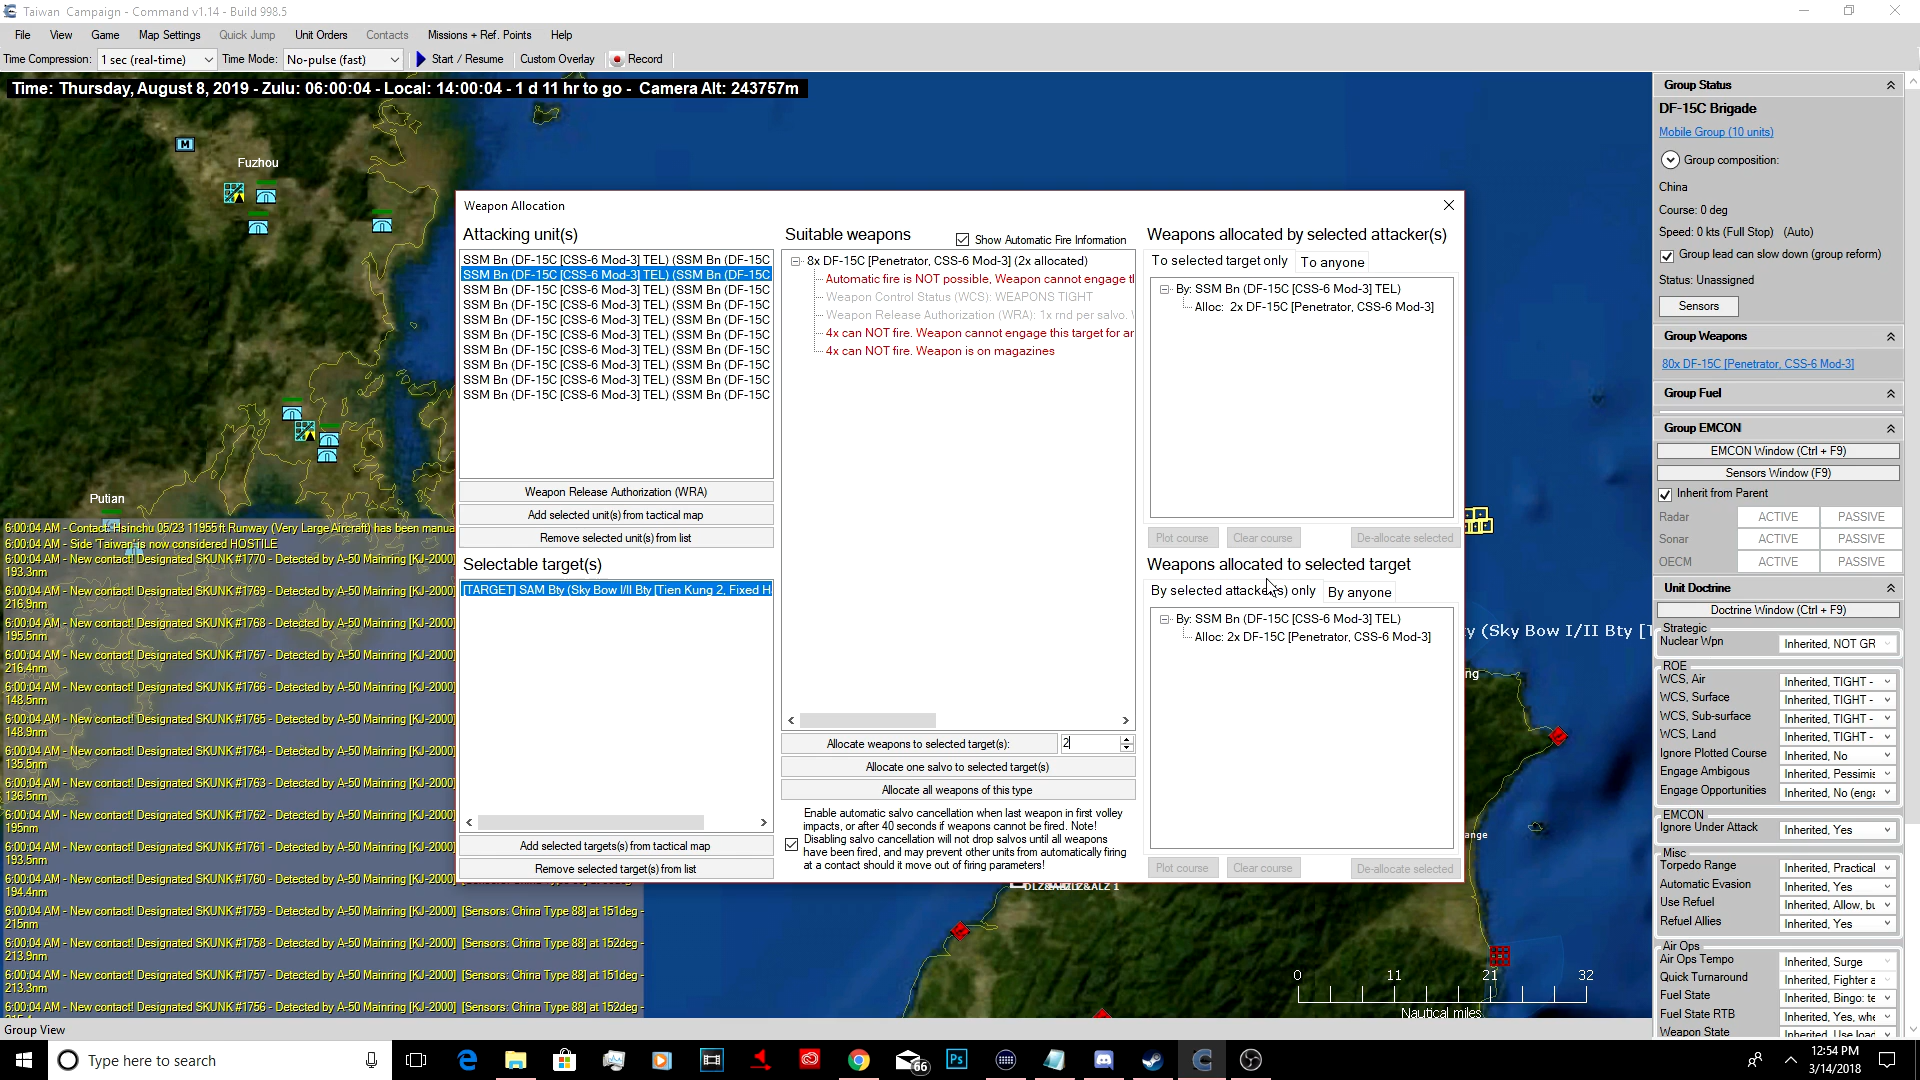 Taiwan Campaign - Command v1.14 - Build 998.5
File View Game Map Settings Quick Jump Unit Orders Contacts Missions + Ref. Points Help
Time Compression: 1 sec (real-time) Time Mode: No-pulse (fast) Start / Resume Custom Overlay Record
Time: Thursday, August 8, 2019 - Zulu: 06:00:04 - Local: 14:00:04 - 1 d 11 hr to go - Camera Alt: 243757m
M
Fuzhou
Putian
6:00:04 AM - Contact: Hsinchu 05/23 11955 ft Runway (Very Large Aircraft) has been manua
6:00:04 AM - Side 'Taiwan' is now considered HOSTILE
6:00:04 AM - New contact! Designated SKUNK #1770 - Detected by A-50 Mainring [KJ-2000]
193.3nm
6:00:04 AM - New contact! Designated SKUNK #1769 - Detected by A-50 Mainring [KJ-2000]
216.9nm
6:00:04 AM - New contact! Designated SKUNK #1768 - Detected by A-50 Mainring [KJ-2000]
195.5nm
6:00:04 AM - New contact! Designated SKUNK #1767 - Detected by A-50 Mainring [KJ-2000]
216.4nm
6:00:04 AM - New contact! Designated SKUNK #1766 - Detected by A-50 Mainring [KJ-2000]
148.5nm
6:00:04 AM - New contact! Designated SKUNK #1765 - Detected by A-50 Mainring [KJ-2000]
148.9nm
6:00:04 AM - New contact! Designated SKUNK #1764 - Detected by A-50 Mainring [KJ-2000]
135.5nm
6:00:04 AM - New contact! Designated SKUNK #1763 - Detected by A-50 Mainring [KJ-2000]
136.5nm
6:00:04 AM - New contact! Designated SKUNK #1762 - Detected by A-50 Mainring [KJ-2000]
195nm
6:00:04 AM - New contact! Designated SKUNK #1761 - Detected by A-50 Mainring [KJ-2000]
193.5nm
6:00:04 AM - New contact! Designated SKUNK #1760 - Detected by A-50 Mainring [KJ-2000]
194.4nm
6:00:04 AM - New contact! Designated SKUNK #1759 - Detected by A-50 Mainring [KJ-2000] [Sensors: China Type 88] at 151deg -
215nm
6:00:04 AM - New contact! Designated SKUNK #1758 - Detected by A-50 Mainring [KJ-2000] [Sensors: China Type 88] at 152deg -
213.9nm
6:00:04 AM - New contact! Designated SKUNK #1757 - Detected by A-50 Mainring [KJ-2000] [Sensors: China Type 88] at 151deg -
213.3nm
6:00:04 AM - New contact! Designated SKUNK #1756 - Detected by A-50 Mainring [KJ-2000] [Sensors: China Type 88] at 152deg -
Group View
Weapon Allocation
Attacking unit(s)
SSM Bn (DF-15C [CSS-6 Mod-3] TEL) (SSM Bn (DF-15C
SSM Bn (DF-15C [CSS-6 Mod-3] TEL) (SSM Bn (DF-15C
SSM Bn (DF-15C [CSS-6 Mod-3] TEL) (SSM Bn (DF-15C
SSM Bn (DF-15C [CSS-6 Mod-3] TEL) (SSM Bn (DF-15C
SSM Bn (DF-15C [CSS-6 Mod-3] TEL) (SSM Bn (DF-15C
SSM Bn (DF-15C [CSS-6 Mod-3] TEL) (SSM Bn (DF-15C
SSM Bn (DF-15C [CSS-6 Mod-3] TEL) (SSM Bn (DF-15C
SSM Bn (DF-15C [CSS-6 Mod-3] TEL) (SSM Bn (DF-15C
SSM Bn (DF-15C [CSS-6 Mod-3] TEL) (SSM Bn (DF-15C
SSM Bn (DF-15C [CSS-6 Mod-3] TEL) (SSM Bn (DF-15C
Weapon Release Authorization (WRA)
Add selected unit(s) from tactical map
Remove selected unit(s) from list
Selectable target(s)
[TARGET] SAM Bty (Sky Bow I/II Bty [Tien Kung 2, Fixed H
Add selected targets(s) from tactical map
Remove selected target(s) from list
Suitable weapons
Show Automatic Fire Information
8x DF-15C [Penetrator, CSS-6 Mod-3] (2x allocated)
Automatic fire is NOT possible, Weapon cannot engage t
Weapon Control Status (WCS): WEAPONS TIGHT
Weapon Release Authorization (WRA): 1x rnd per salvo.
4x can NOT fire. Weapon cannot engage this target for ar
4x can NOT fire. Weapon is on magazines
Allocate weapons to selected target(s): 2
Allocate one salvo to selected target(s)
Allocate all weapons of this type
Enable automatic salvo cancellation when last weapon in first volley
impacts, or after 40 seconds if weapons cannot be fired. Note!
Disabling salvo cancellation will not drop salvos until all weapons
have been fired, and may prevent other units from automatically firing
at a contact should it move out of firing parameters!
Weapons allocated by selected attacker(s)
To selected target only To anyone
By: SSM Bn (DF-15C [CSS-6 Mod-3] TEL)
Alloc: 2x DF-15C [Penetrator, CSS-6 Mod-3]
Plot course Clear course De-allocate selected
Weapons allocated to selected target
By selected attacker(s) only By anyone
By: SSM Bn (DF-15C [CSS-6 Mod-3] TEL)
Alloc: 2x DF-15C [Penetrator, CSS-6 Mod-3]
Plot course Clear course De-allocate selected
y (Sky Bow I/II Bty [T
ng
ange
0 11 21 32
Nautical miles
Group Status
DF-15C Brigade
Mobile Group (10 units)
Group composition:
China
Course: 0 deg
Speed: 0 kts (Full Stop) (Auto)
Group lead can slow down (group reform)
Status: Unassigned
Sensors
Group Weapons
80x DF-15C [Penetrator, CSS-6 Mod-3]
Group Fuel
Group EMCON
EMCON Window (Ctrl + F9)
Sensors Window (F9)
Inherit from Parent
Radar ACTIVE PASSIVE
Sonar ACTIVE PASSIVE
OECM ACTIVE PASSIVE
Unit Doctrine
Doctrine Window (Ctrl + F9)
Strategic
Nuclear Wpn Inherited, NOT GR
ROE
WCS, Air Inherited, TIGHT -
WCS, Surface Inherited, TIGHT -
WCS, Sub-surface Inherited, TIGHT -
WCS, Land Inherited, TIGHT -
Ignore Plotted Course Inherited, No
Engage Ambiguous Inherited, Pessimis
Engage Opportunities Inherited, No (enga
EMCON
Ignore Under Attack Inherited, Yes
Misc
Torpedo Range Inherited, Practical
Automatic Evasion Inherited, Yes
Use Refuel Inherited, Allow, bu
Refuel Allies Inherited, Yes
Air Ops
Air Ops Tempo Inherited, Surge
Quick Turnaround Inherited, Fighter a
Fuel State Inherited, Bingo: te
Fuel State RTB Inherited, Yes, whe
Weapon State Inherited, Use load
Type here to search
66
Ps
12:54 PM
3/14/2018